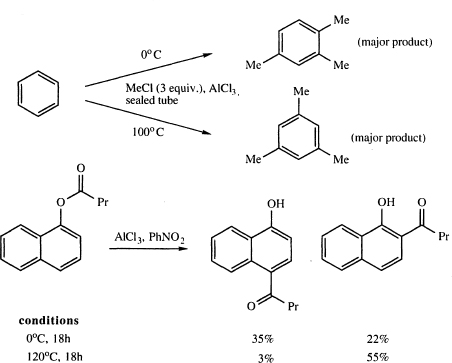 Me
0°C
(major product)
Me
Me
MeCl (3 equiv.), AlCl3,
sealed tube
Me
100°C
(major product)
Me
Me
O
O
Pr
AlCl3, PhNO2
OH
OH
O
Pr
O
Pr
conditions
0°C, 18h
35%
22%
120°C, 18h
3%
55%